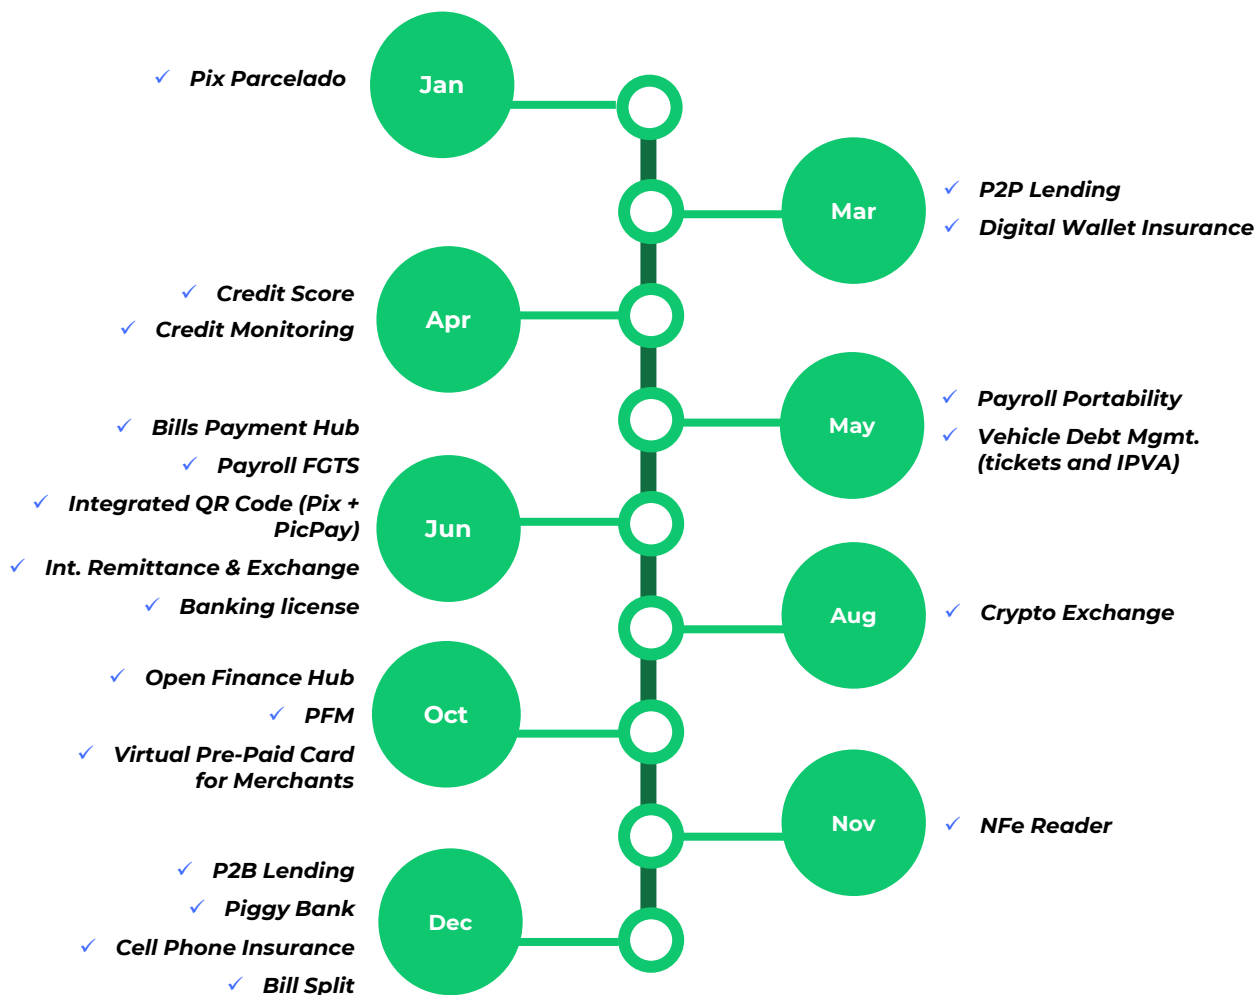 Jan
Pix Parcelado
Mar
P2P Lending
Digital Wallet Insurance
Apr
Credit Score
Credit Monitoring
May
Payroll Portability
Vehicle Debt Mgmt.
(tickets and IPVA)
Jun
Bills Payment Hub
Payroll FGTS
Integrated QR Code (Pix +
PicPay)
Int. Remittance & Exchange
Banking license
Aug
Crypto Exchange
Oct
Open Finance Hub
PFM
Virtual Pre-Paid Card
for Merchants
Nov
NFe Reader
Dec
P2B Lending
Piggy Bank
Cell Phone Insurance
Bill Split